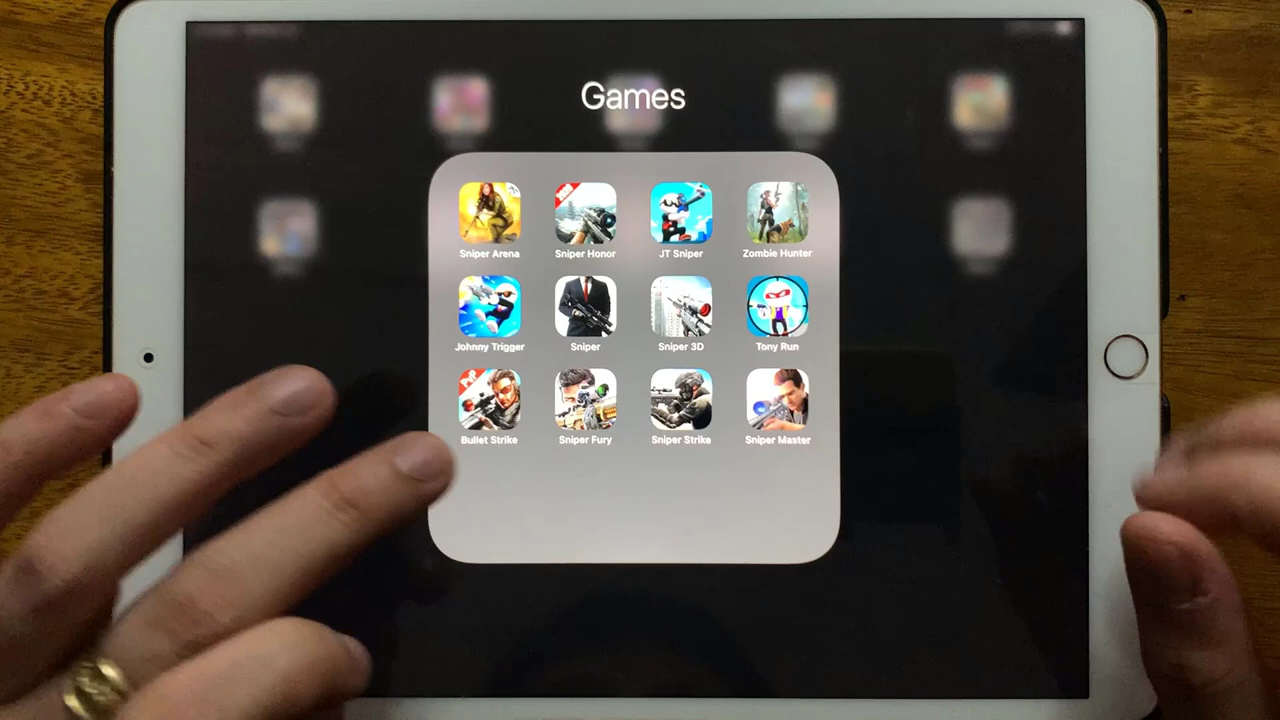 Games
Sniper Arena
Sniper Honor
JT Sniper
Zombie Hunter
Johnny Trigger
Sniper
Sniper 3D
Tony Run
PvP
Bullet Strike
Sniper Fury
Sniper Strike
Sniper Master